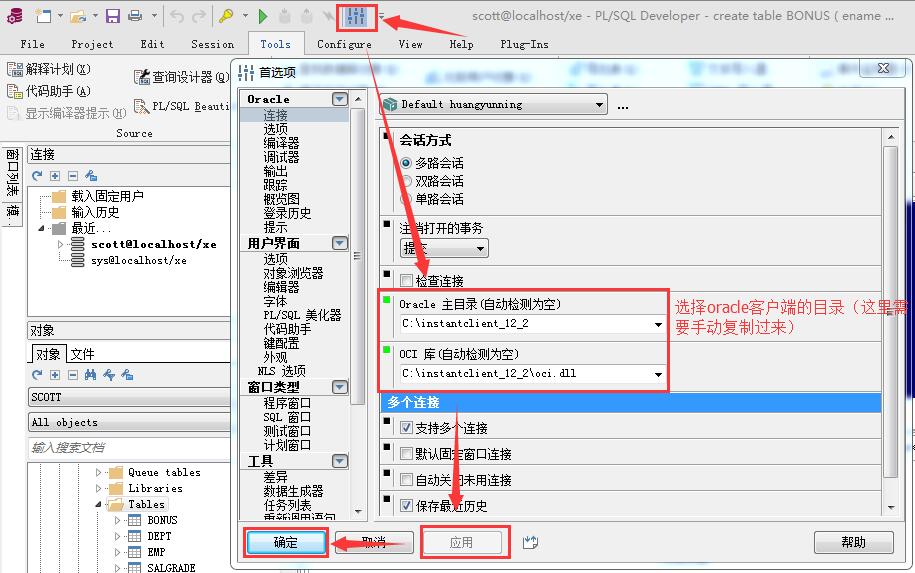 scott@localhost/xe - PL/SQL Developer - create table BONUS ( ename ...
File Project Edit Session Tools Configure View Help Plug-Ins
解释计划(X)
代码助手(A)
显示编译器提示(H)
查询设计器(Q)
PL/SQL Beauti
Source
窗口列表
模.
连接
载入固定用户
输入历史
最近...
scott@localhost/xe
sys@localhost/xe
对象
对象 文件
SCOTT
All objects
输入搜索文档
Queue tables
Libraries
Tables
BONUS
DEPT
EMP
SALGRADE
首选项
Oracle
连接
选项
编译器
调试器
输出
跟踪
概览图
登录历史
提示
用户界面
选项
对象浏览器
编辑器
字体
PL/SQL 美化器
代码助手
键配置
外观
NLS 选项
窗口类型
程序窗口
SQL 窗口
测试窗口
计划窗口
工具
差异
数据生成器
任务列表
重新调用语句
Default huangyunning ...
会话方式
多路会话
双路会话
单路会话
注销打开的事务
提交
检查连接
Oracle 主目录(自动检测为空)
C:\instantclient_12_2
OCI 库(自动检测为空)
C:\instantclient_12_2\oci.dll
选择oracle客户端的目录（这里需
要手动复制过来）
多个连接
支持多个连接
默认固定窗口连接
自动关闭未用连接
保存最近历史
确定 取消 应用 帮助